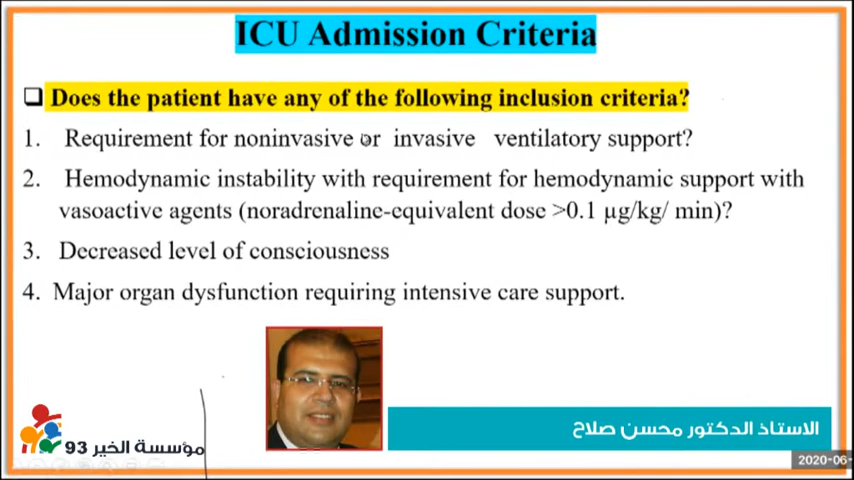 ICU Admission Criteria
Does the patient have any of the following inclusion criteria?
1. Requirement for noninvasive or invasive ventilatory support?
2. Hemodynamic instability with requirement for hemodynamic support with
vasoactive agents (noradrenaline-equivalent dose >0.1 µg/kg/ min)?
3. Decreased level of consciousness
4. Major organ dysfunction requiring intensive care support.
الاستاذ الدكتور محسن صلاح
مؤسسة الخير 93
2020-06-